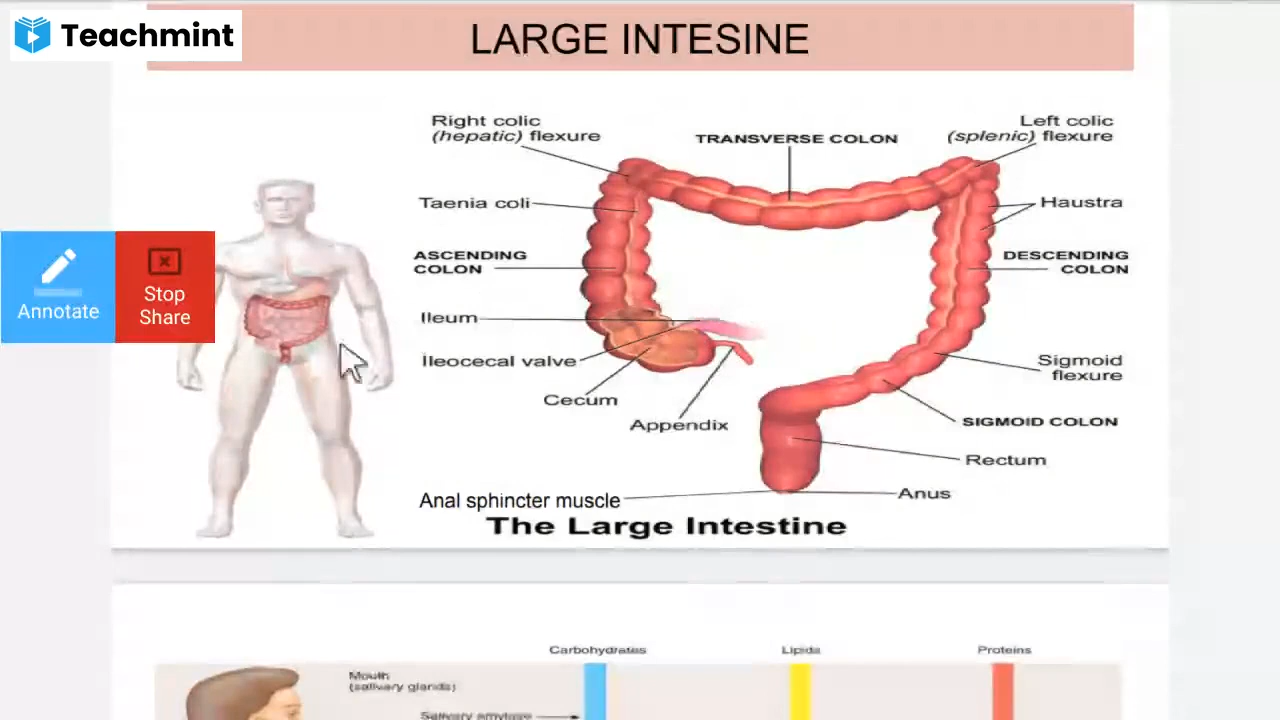 Teachmint
LARGE INTESINE
Right colic
(hepatic) flexure
TRANSVERSE COLON
Left colic
(splenic) flexure
Taenia coli
Haustra
ASCENDING
COLON
DESCENDING
COLON
Annotate
Stop
Share
Ileum
Ileocecal valve
Sigmoid
flexure
Cecum
Appendix
SIGMOID COLON
Rectum
Anal sphincter muscle
Anus
The Large Intestine
Carbohydrates
Lipids
Proteins
Mouth
(salivary glands)
Salivary amylase